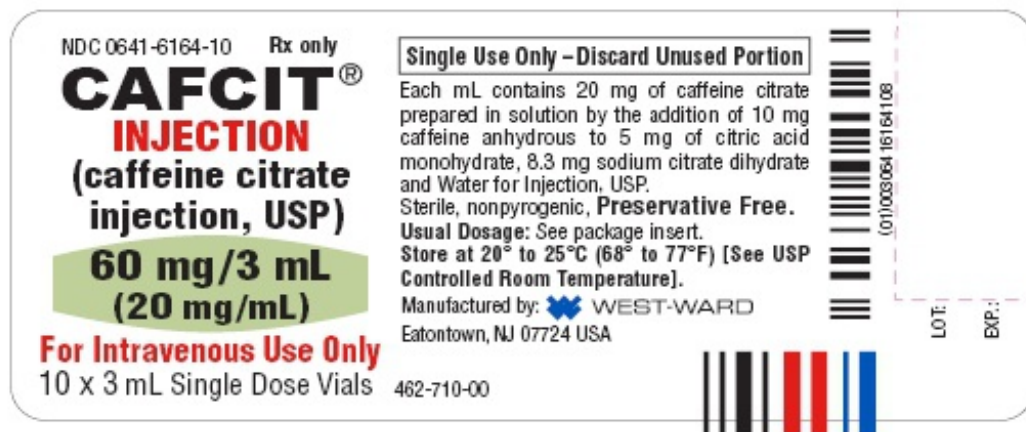 NDC 0641-6164-10 Rx only
CAFCIT®
INJECTION
(caffeine citrate
injection, USP)
60 mg/3 mL
(20 mg/mL)
For Intravenous Use Only
10 x 3 mL Single Dose Vials
Single Use Only – Discard Unused Portion
Each mL contains 20 mg of caffeine citrate
prepared in solution by the addition of 10 mg
caffeine anhydrous to 5 mg of citric acid
monohydrate, 8.3 mg sodium citrate dihydrate
and Water for Injection, USP.
Sterile, nonpyrogenic, Preservative Free.
Usual Dosage: See package insert.
Store at 20° to 25°C (68° to 77°F) [See USP
Controlled Room Temperature].
Manufactured by: WEST-WARD
Eatontown, NJ 07724 USA
462-710-00
(01)00306416164108
LOT:
EXP.: